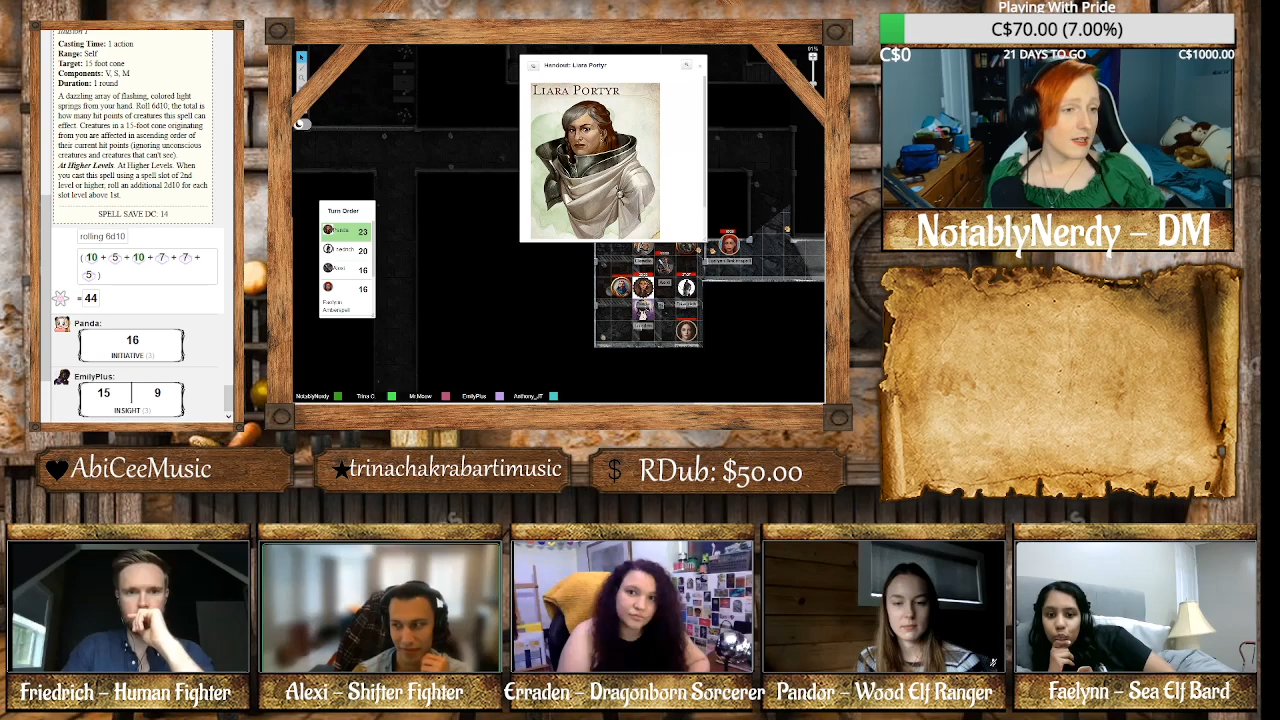 Illusion 1
Casting Time: 1 action
Range: Self
Target: 15 foot cone
Components: V, S, M
Duration: 1 round
A dazzling array of flashing, colored light
springs from your hand. Roll 6d10, the total is
how many hit points of creatures this spell can
effect. Creatures in a 15-foot cone originating
from you are affected in ascending order of
their current hit points (ignoring unconscious
creatures and creatures that can't see).
At Higher Levels. At Higher Levels. When
you cast this spell using a spell slot of 2nd
level or higher, roll an additional 2d10 for each
slot level above 1st.
SPELL SAVE DC. 14
rolling 6d10
( 10 + 5 + 10 + 7 + 7 +
5 )
= 44
Panda:
16
INITIATIVE (3)
EmilyPlus:
15 9
INSIGHT (3)
Handout: Liara Portyr
LIARA PORTYR
91%
Turn Order
23
20
Alexi 16
16
Faelynn
Amberspell
NotablyNerdy
Trina C.
Mr.Meow
EmilyPlus
Anthony_JT
Playing With Pride
C$70.00 (7.00%)
C$0
21 DAYS TO GO
C$1000.00
NotablyNerdy – DM
AbiCeeMusic
trinachakrabartimusic
$ RDub: $50.00
Friedrich – Human Fighter
Alexi – Shifter Fighter
Erraden – Dragonborn Sorcerer
Pandor – Wood Elf Ranger
Faelynn – Sea Elf Bard